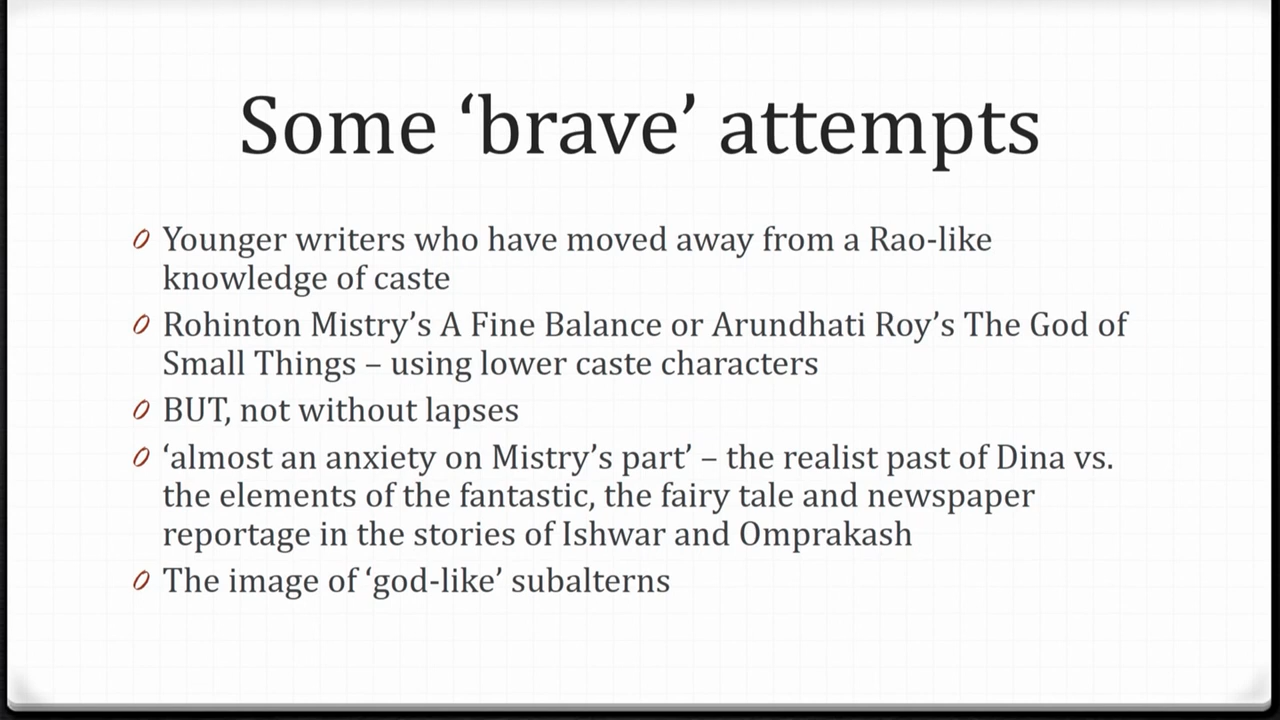 Some ‘brave’ attempts
Younger writers who have moved away from a Rao-like
knowledge of caste
Rohinton Mistry’s A Fine Balance or Arundhati Roy’s The God of
Small Things – using lower caste characters
BUT, not without lapses
‘almost an anxiety on Mistry’s part’ – the realist past of Dina vs.
the elements of the fantastic, the fairy tale and newspaper
reportage in the stories of Ishwar and Omprakash
The image of ‘god-like’ subalterns